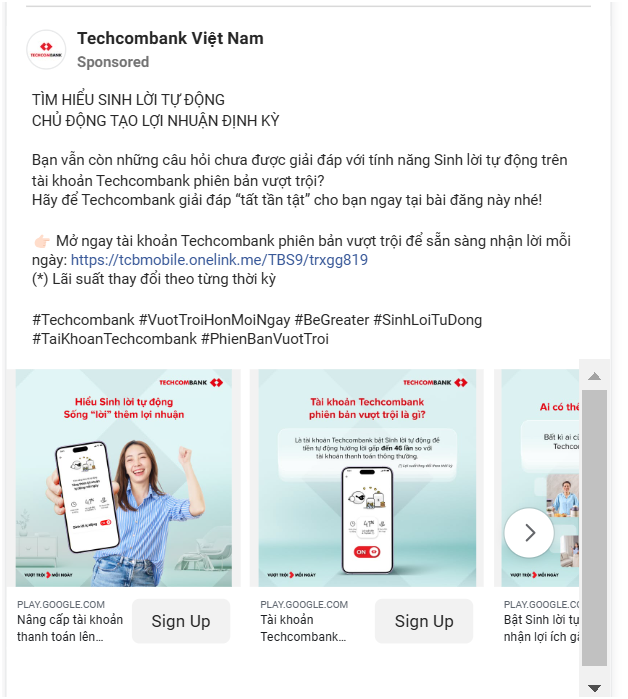 Techcombank Việt Nam
Sponsored
TÌM HIỂU SINH LỜI TỰ ĐỘNG
CHỦ ĐỘNG TẠO LỢI NHUẬN ĐỊNH KỲ
Bạn vẫn còn những câu hỏi chưa được giải đáp với tính năng Sinh lời tự động trên
tài khoản Techcombank phiên bản vượt trội?
Hãy để Techcombank giải đáp “tất tần tật” cho bạn ngay tại bài đăng này nhé!
👉🏻 Mở ngay tài khoản Techcombank phiên bản vượt trội để sẵn sàng nhận lời mỗi
ngày: https://tcbmobile.onelink.me/TBS9/trxgg819
(*) Lãi suất thay đổi theo từng thời kỳ
#Techcombank #VuotTroiHonMoiNgay #BeGreater #SinhLoiTuDong
#TaiKhoanTechcombank #PhienBanVuotTroi
TECHCOMBANK
Hiểu Sinh lời tự động
Sống “lời” thêm lợi nhuận
VƯỢT TRỘI MỖI NGÀY
TECHCOMBANK
Tài khoản Techcombank
phiên bản vượt trội là gì?
Là tài khoản Techcombank bật Sinh lời tự động để
tiền tự động hưởng lời gấp đến 46 lần so với
tài khoản thanh toán thông thường.
ON
VƯỢT TRỘI MỖI NGÀY
Ai có thể
Bất kì ai c
Techco
VƯỢT TRỘI MỖI NGÀY
PLAY.GOOGLE.COM
Nâng cấp tài khoản
thanh toán lên...
Sign Up
PLAY.GOOGLE.COM
Tài khoản
Techcombank...
Sign Up
PLAY.GOOGLE.CO
Bật Sinh lời tự
nhận lợi ích gấ